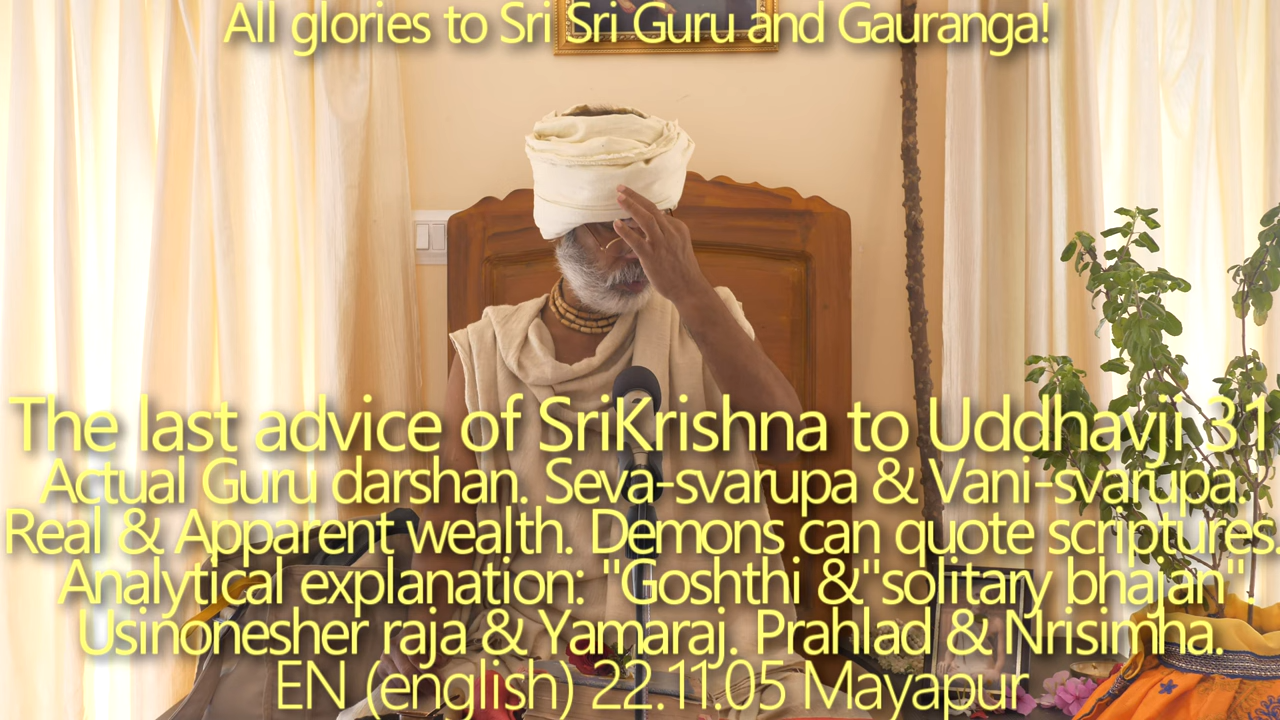 All glories to Sri Sri Guru and Gauranga!
The last advice of SriKrishna to Uddhavji 31
Actual Guru darshan. Seva-svarupa & Vani-svarupa.
Real & Apparent wealth. Demons can quote scriptures.
Analytical explanation: "Goshthi &"solitary bhajan".
Usinonesher raja & Yamaraj. Prahlad & Nrisimha.
EN (english) 22.11.05 Mayapur